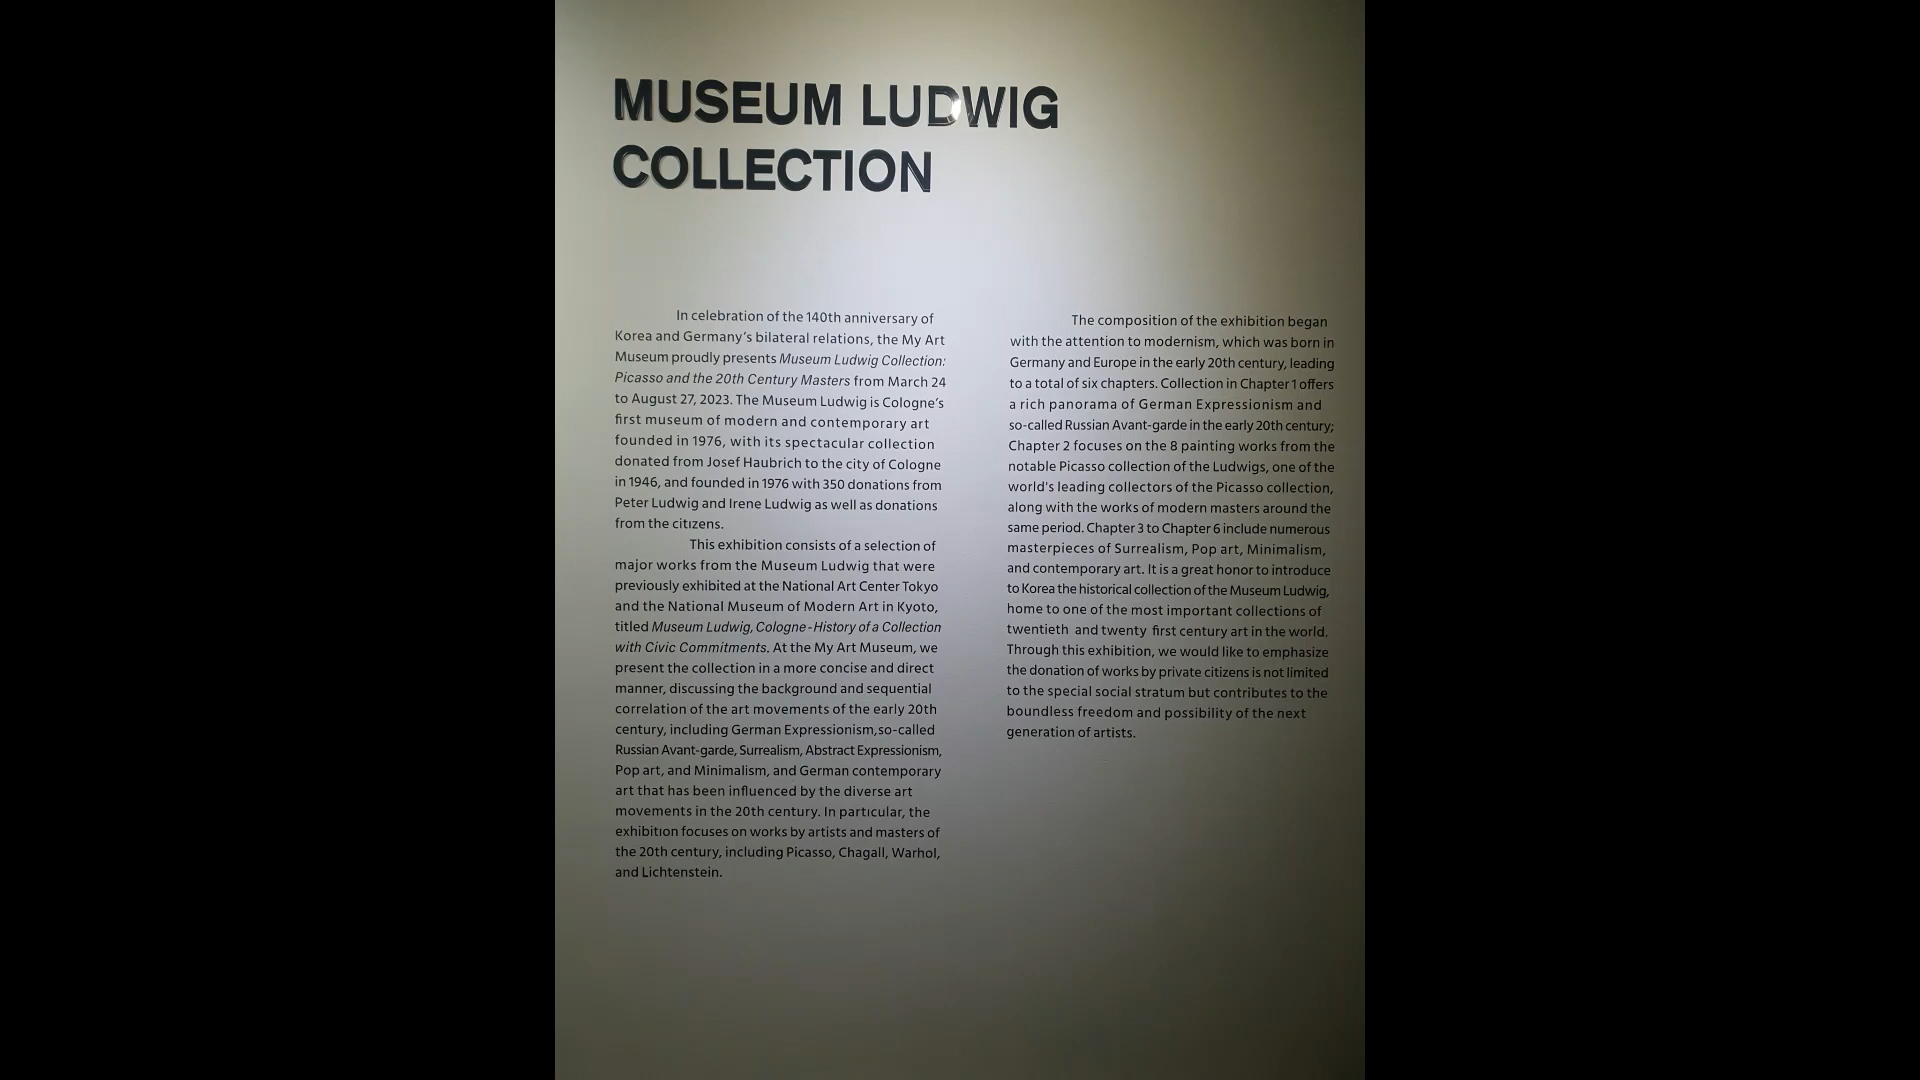 MUSEUM LUDWIG
COLLECTION
In celebration of the 140th anniversary of
Korea and Germany's bilateral relations, the My Art
Museum proudly presents Museum Ludwig Collection:
Picasso and the 20th Century Masters from March 24
to August 27, 2023. The Museum Ludwig is Cologne's
first museum of modern and contemporary art
founded in 1976, with its spectacular collection
donated from Josef Haubrich to the city of Cologne
in 1946, and founded in 1976 with 350 donations from
Peter Ludwig and Irene Ludwig as well as donations
from the citizens.
This exhibition consists of a selection of
major works from the Museum Ludwig that were
previously exhibited at the National Art Center Tokyo
and the National Museum of Modern Art in Kyoto,
titled Museum Ludwig, Cologne-History of a Collection
with Civic Commitments. At the My Art Museum, we
present the collection in a more concise and direct
manner, discussing the background and sequential
correlation of the art movements of the early 20th
century, including German Expressionism,so-called
Russian Avant-garde, Surrealism, Abstract Expressionism,
Pop art, and Minimalism, and German contemporary
art that has been influenced by the diverse art
movements in the 20th century. In particular, the
exhibition focuses on works by artists and masters of
the 20th century, including Picasso, Chagall, Warhol,
and Lichtenstein.
The composition of the exhibition began
with the attention to modernism, which was born in
Germany and Europe in the early 20th century, leading
to a total of six chapters. Collection in Chapter 1 offers
a rich panorama of German Expressionism and
so-called Russian Avant-garde in the early 20th century;
Chapter 2 focuses on the 8 painting works from the
notable Picasso collection of the Ludwigs, one of the
world's leading collectors of the Picasso collection,
along with the works of modern masters around the
same period. Chapter 3 to Chapter 6 include numerous
masterpieces of Surrealism, Pop art, Minimalism,
and contemporary art. It is a great honor to introduce
to Korea the historical collection of the Museum Ludwig,
home to one of the most important collections of
twentieth and twenty first century art in the world.
Through this exhibition, we would like to emphasize
the donation of works by private citizens is not limited
to the special social stratum but contributes to the
boundless freedom and possibility of the next
generation of artists.